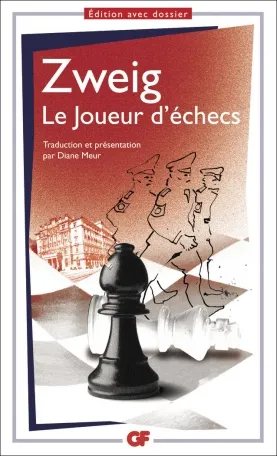 Édition avec dossier
Zweig
Le Joueur d'échecs
Traduction et présentation
par Diane Meur
GF